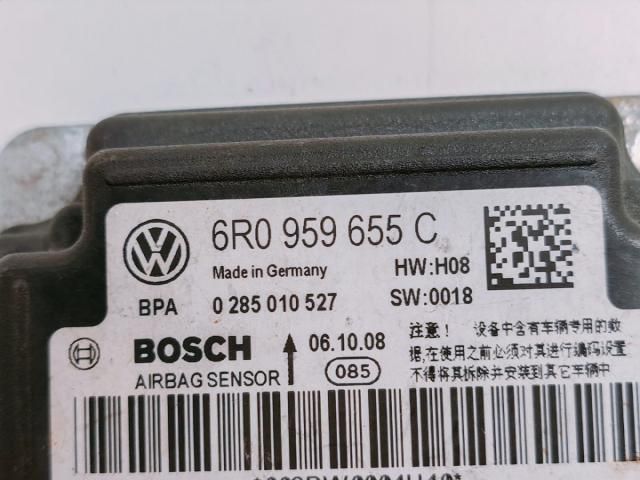 6R0 959 655 C
Made in Germany HW:H08
BPA 0 285 010 527 SW:0018
BOSCH 06.10.08
AIRBAG SENSOR 085
注意！ 设备中含有车辆专用的数
据,在使用之前必须对其进行编码设置
不得将其拆除并安装到其它车辆中